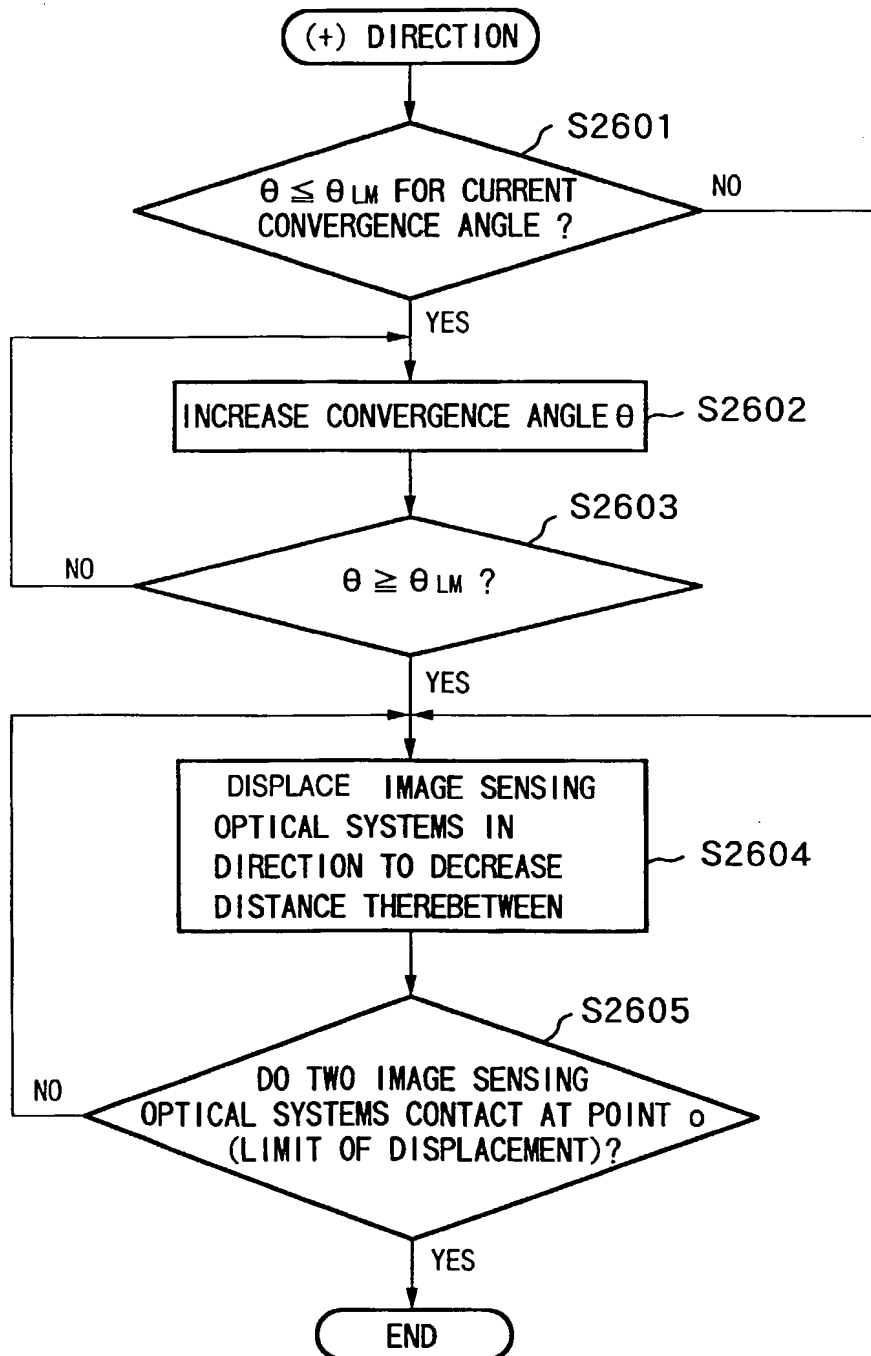 (+) DIRECTION
S2601
θ ≦ θLM FOR CURRENT
CONVERGENCE ANGLE ?
NO
YES
INCREASE CONVERGENCE ANGLE θ
S2602
S2603
θ ≧ θLM ?
NO
YES
DISPLACE IMAGE SENSING
OPTICAL SYSTEMS IN
DIRECTION TO DECREASE
DISTANCE THEREBETWEEN
S2604
S2605
DO TWO IMAGE SENSING
OPTICAL SYSTEMS CONTACT AT POINT o
(LIMIT OF DISPLACEMENT)?
NO
YES
END